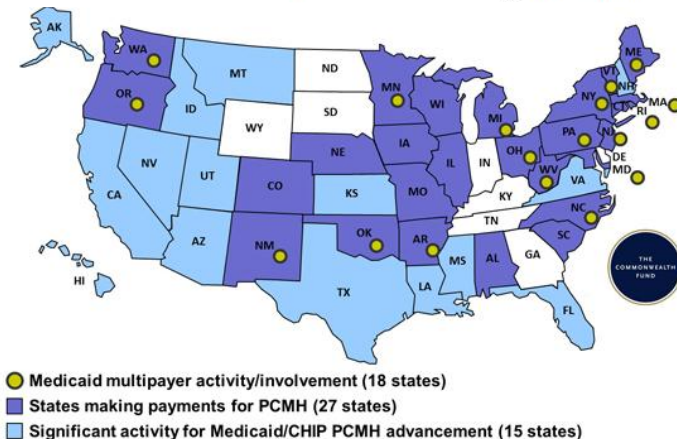 AK
WA
MT
ND
MN
ME
VT
NH
OR
ID
SD
WI
NY
MA
RI
MI
WY
IA
PA
NJ
NE
OH
DE
NV
UT
IL
IN
WV
VA
MD
CO
KS
MO
KY
CA
NC
TN
AZ
NM
OK
AR
SC
MS
AL
GA
HI
TX
LA
FL
THE
COMMONWEALTH
FUND
Medicaid multipayer activity/involvement (18 states)
States making payments for PCMH (27 states)
Significant activity for Medicaid/CHIP PCMH advancement (15 states)